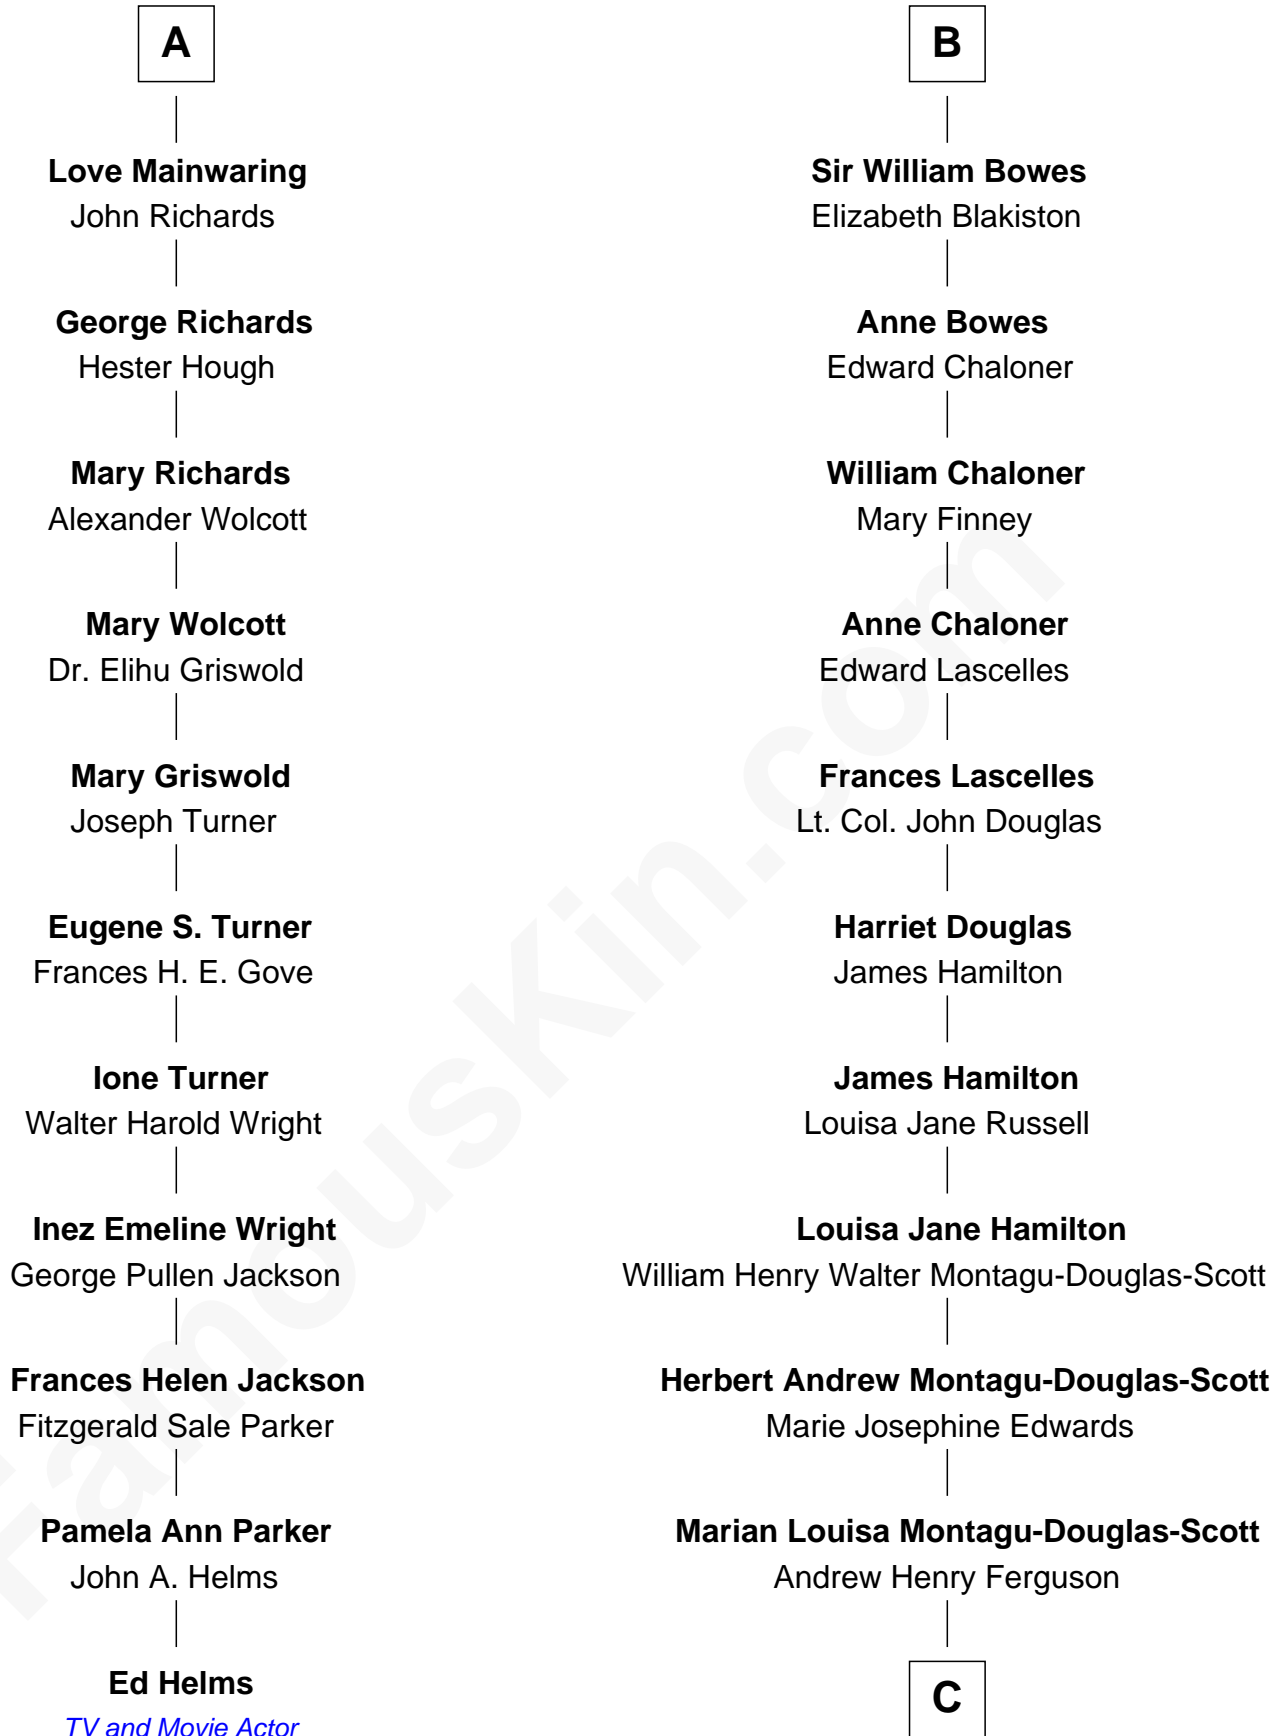 A
Love Mainwaring
John Richards
George Richards
Hester Hough
Mary Richards
Alexander Wolcott
Mary Wolcott
Dr. Elihu Griswold
Mary Griswold
Joseph Turner
Eugene S. Turner
Frances H. E. Gove
Ione Turner
Walter Harold Wright
Inez Emeline Wright
George Pullen Jackson
Frances Helen Jackson
Fitzgerald Sale Parker
Pamela Ann Parker
John A. Helms
Ed Helms
TV and Movie Actor
B
Sir William Bowes
Elizabeth Blakiston
Anne Bowes
Edward Chaloner
William Chaloner
Mary Finney
Anne Chaloner
Edward Lascelles
Frances Lascelles
Lt. Col. John Douglas
Harriet Douglas
James Hamilton
James Hamilton
Louisa Jane Russell
Louisa Jane Hamilton
William Henry Walter Montagu-Douglas-Scott
Herbert Andrew Montagu-Douglas-Scott
Marie Josephine Edwards
Marian Louisa Montagu-Douglas-Scott
Andrew Henry Ferguson
C
FamousKin.com